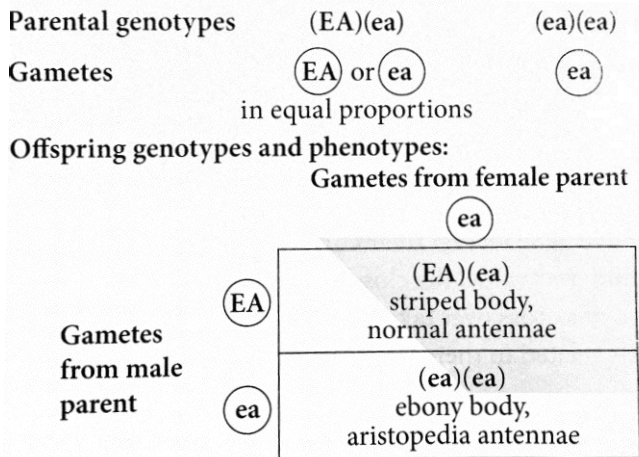 Parental genotypes (EA)(ea) (ea)(ea)
Gametes EA or ea ea
in equal proportions
Offspring genotypes and phenotypes:
Gametes from female parent
ea
EA
(EA)(ea)
striped body,
normal antennae
Gametes
from male
parent
ea
(ea)(ea)
ebony body,
aristopedia antennae